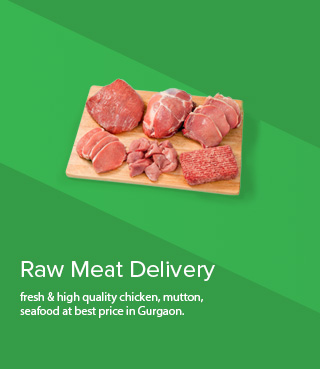 Raw Meat Delivery
fresh & high quality chicken, mutton,
seafood at best price in Gurgaon.